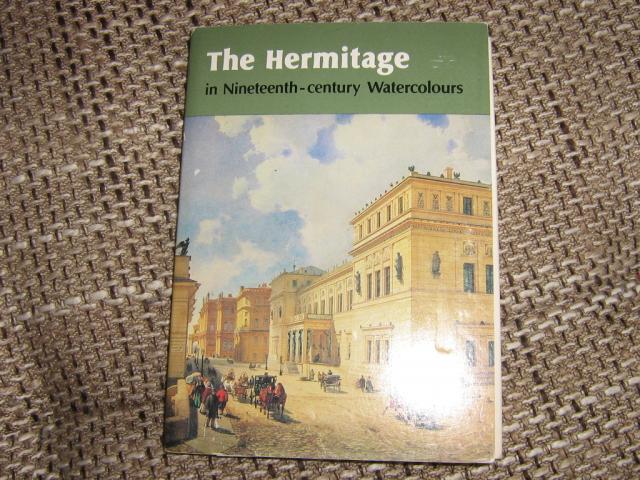 The Hermitage
in Nineteenth-century Watercolours